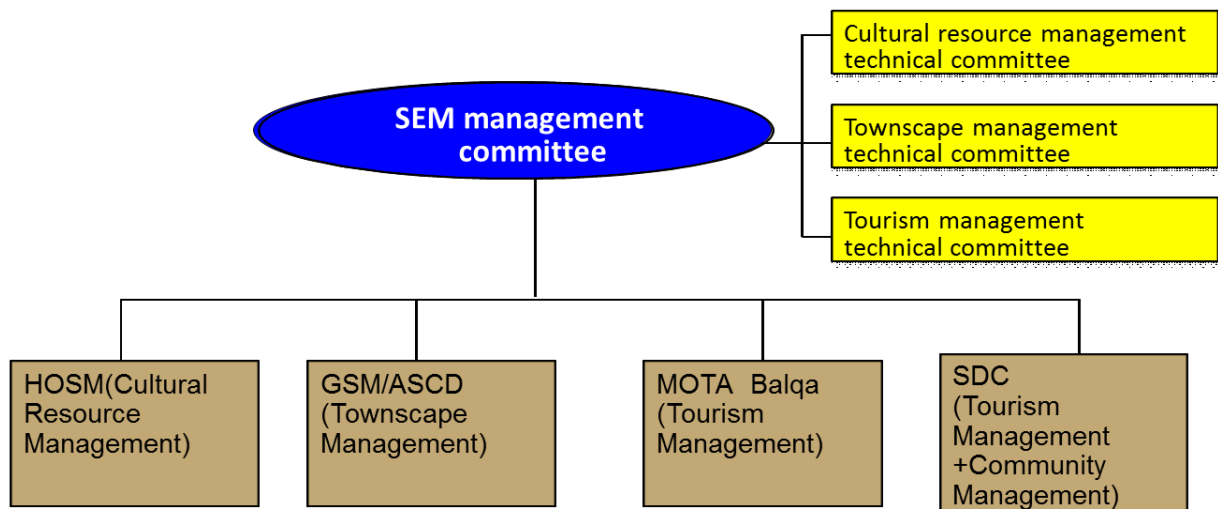 Cultural resource management
technical committee
SEM management
committee
Townscape management
technical committee
Tourism management
technical committee
HOSM(Cultural
Resource
Management)
GSM/ASCD
(Townscape
Management)
MOTA Balqa
(Tourism
Management)
SDC
(Tourism
Management
+Community
Management)